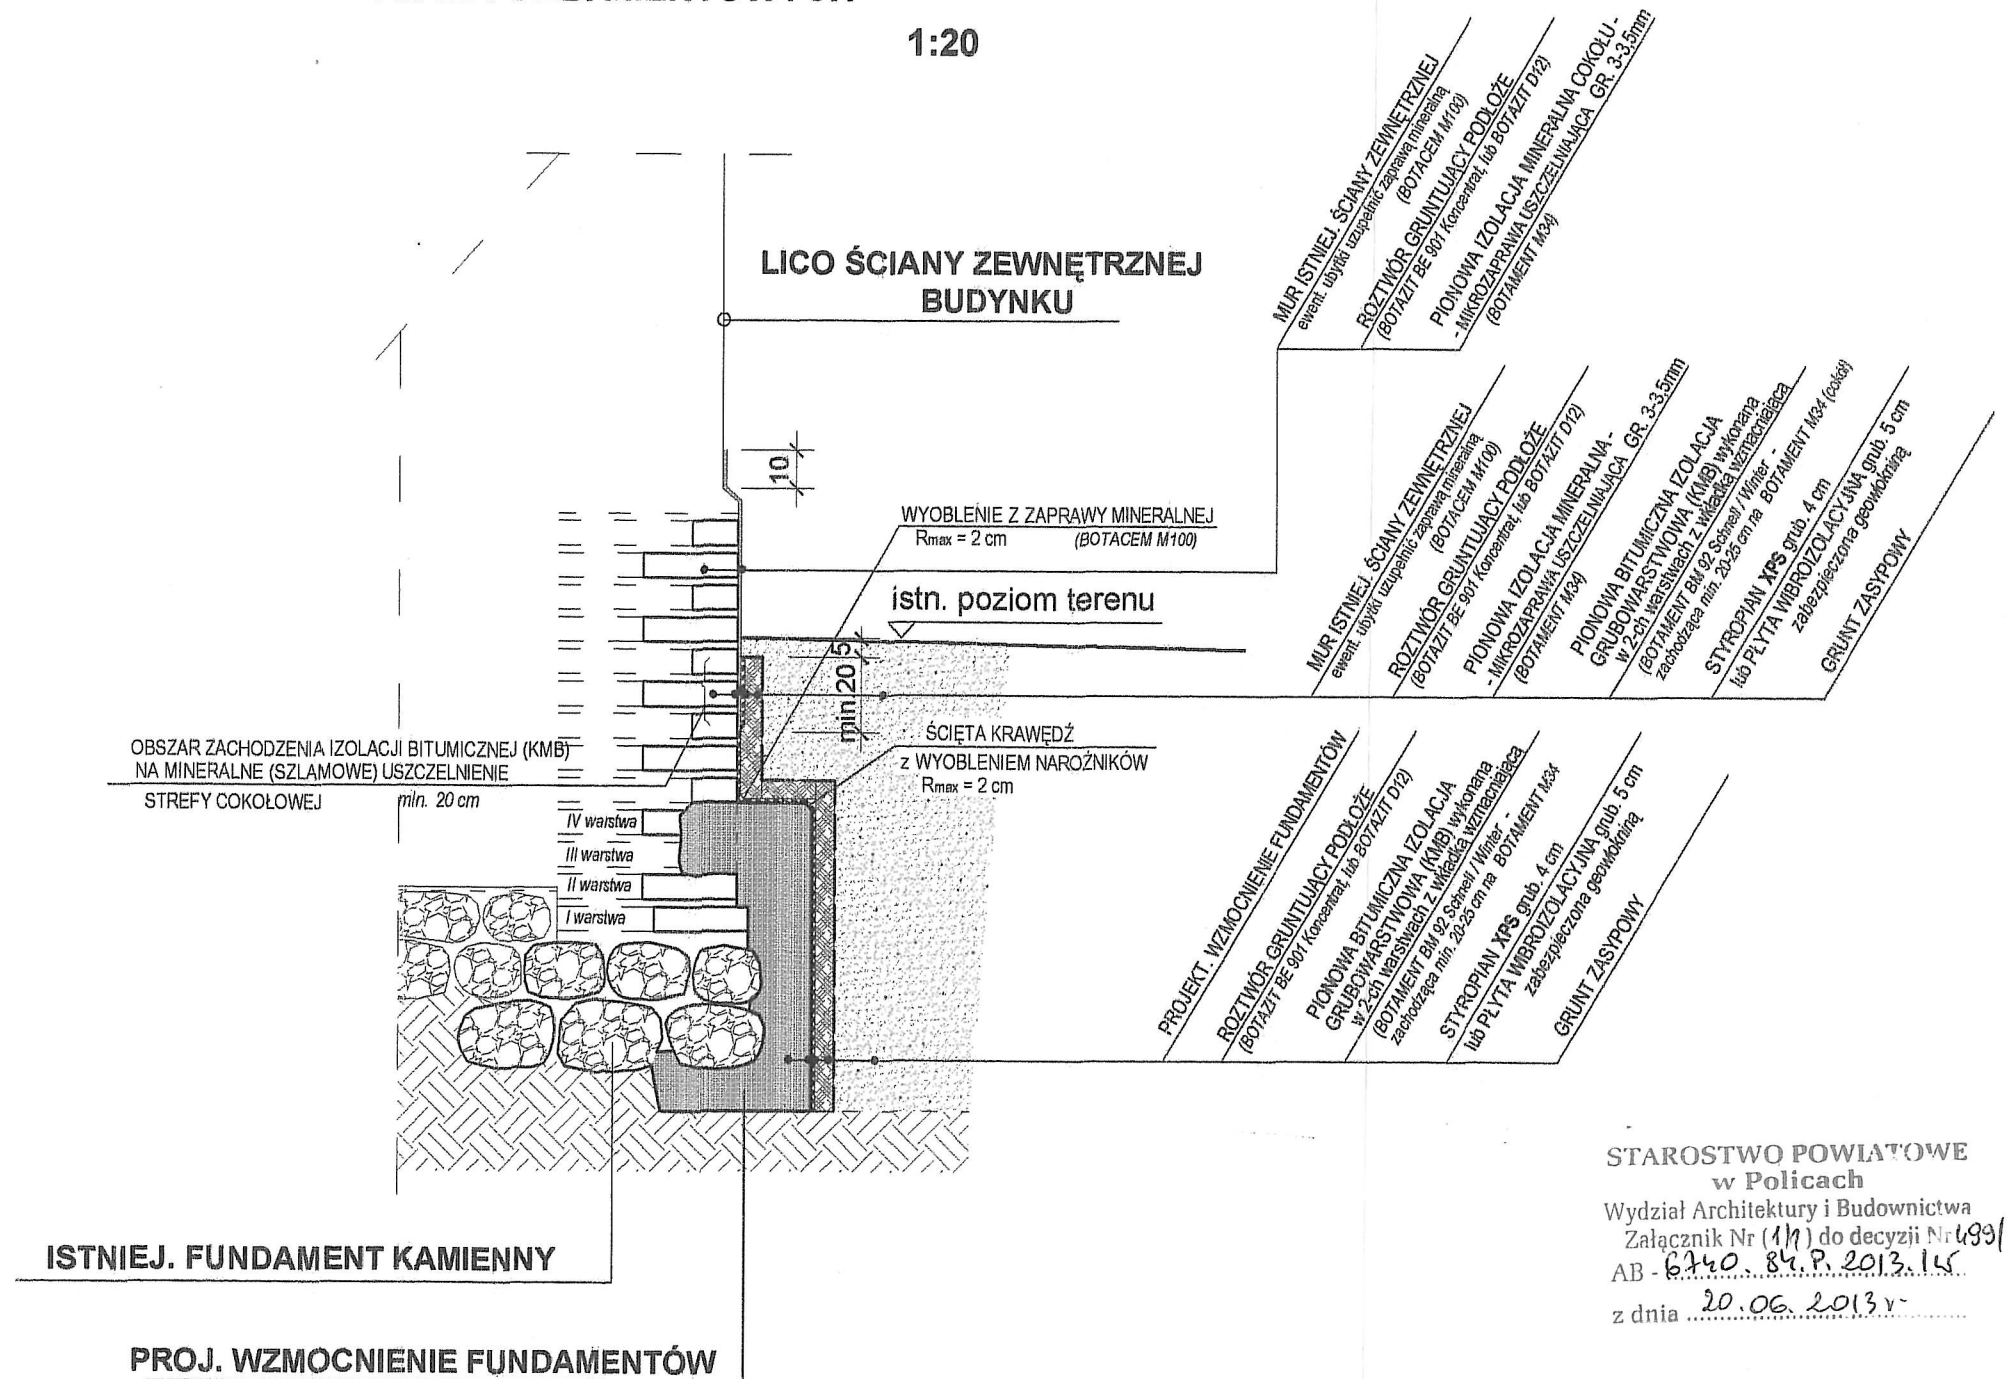 1:20
LICO ŚCIANY ZEWNĘTRZNEJ
BUDYNKU
MUR ISTNIEJ. ŚCIANY ZEWNĘTRZNEJ
ewent. ubytki uzupełnić zaprawą mineralną
(BOTACEM M100)
ROZTWÓR GRUNTUJĄCY PODŁOŻE
(BOTAZIT BE 901 Koncentrat, lub BOTAZIT D12)
PIONOWA IZOLACJA MINERALNA COKOŁU -
- MIKROZAPRAWA USZCZELNIAJĄCA GR. 3-3,5mm
(BOTAMENT M34)
10
WYOBLENIE Z ZAPRAWY MINERALNEJ
Rmax = 2 cm (BOTACEM M100)
istn. poziom terenu
5
min.20
MUR ISTNIEJ. ŚCIANY ZEWNĘTRZNEJ
ewent. ubytki uzupełnić zaprawą mineralną
(BOTACEM M100)
ROZTWÓR GRUNTUJĄCY PODŁOŻE
(BOTAZIT BE 901 Koncentrat, lub BOTAZIT D12)
PIONOWA IZOLACJA MINERALNA -
- MIKROZAPRAWA USZCZELNIAJĄCA GR. 3-3,5mm
(BOTAMENT M34)
PIONOWA BITUMICZNA IZOLACJA
GRUBOWARSTWOWA (KMB) wykonana
w 2-ch warstwach z wkładką wzmacniającą
(BOTAMENT BM 92 Schnell / Winter -
zachodząca min. 20-25 cm na BOTAMENT M34 (cokół)
STYROPIAN XPS grub. 4 cm
lub PŁYTA WIBROIZOLACYJNA grub. 5 cm
zabezpieczona geowłókniną
GRUNT ZASYPOWY
OBSZAR ZACHODZENIA IZOLACJI BITUMICZNEJ (KMB)
NA MINERALNE (SZLAMOWE) USZCZELNIENIE
STREFY COKOŁOWEJ min. 20 cm
ŚCIĘTA KRAWĘDŹ
z WYOBLENIEM NAROŻNIKÓW
Rmax = 2 cm
IV warstwa
III warstwa
II warstwa
I warstwa
PROJEKT. WZMOCNIENIE FUNDAMENTÓW
ROZTWÓR GRUNTUJĄCY PODŁOŻE
(BOTAZIT BE 901 Koncentrat, lub BOTAZIT D12)
PIONOWA BITUMICZNA IZOLACJA
GRUBOWARSTWOWA (KMB) wykonana
w 2-ch warstwach z wkładką wzmacniającą
(BOTAMENT BM 92 Schnell / Winter -
zachodząca min. 20-25 cm na BOTAMENT M34
STYROPIAN XPS grub. 4 cm
lub PŁYTA WIBROIZOLACYJNA grub. 5 cm
zabezpieczona geowłókniną
GRUNT ZASYPOWY
ISTNIEJ. FUNDAMENT KAMIENNY
PROJ. WZMOCNIENIE FUNDAMENTÓW
STAROSTWO POWIATOWE
w Policach
Wydział Architektury i Budownictwa
Załącznik Nr (1/1) do decyzji Nr 499/
AB - 6740. 84. P. 2013.
z dnia 20.06.2013 r